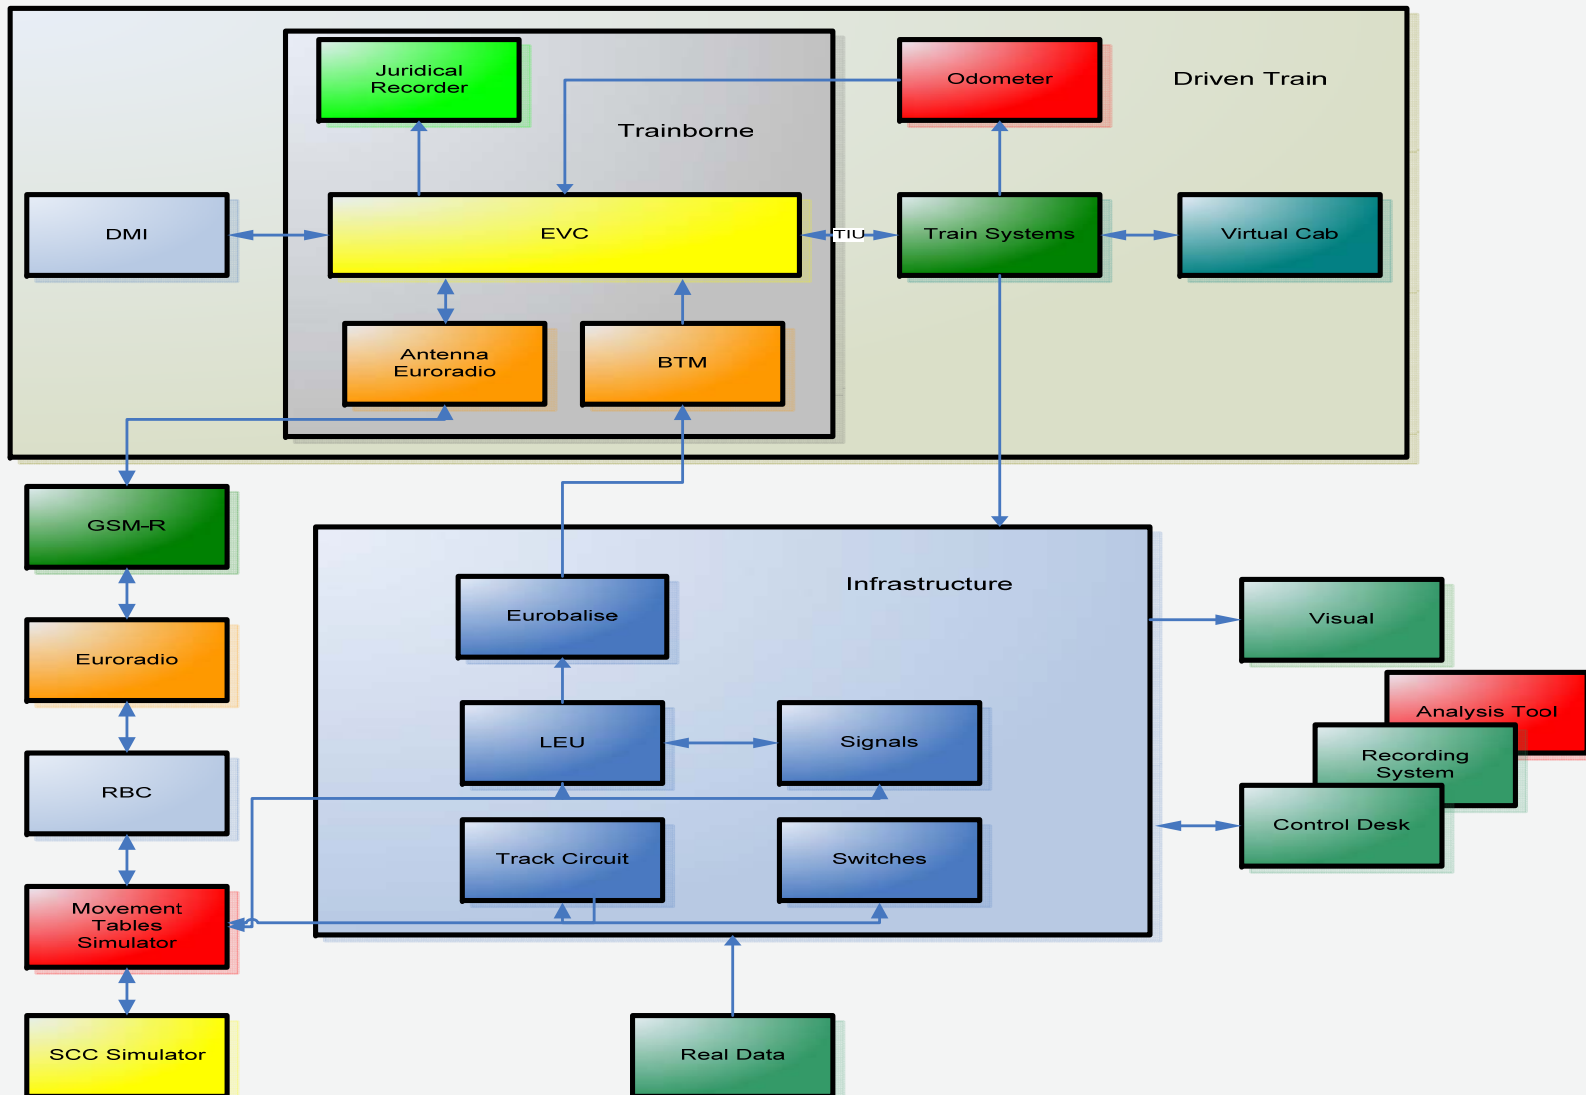 Juridical
Recorder
Odometer
Driven Train
Trainborne
DMI
EVC
TIU
Train Systems
Virtual Cab
Antenna
Euroradio
BTM
GSM-R
Infrastructure
Eurobalise
Visual
Euroradio
Analysis Tool
LEU
Signals
Recording
System
RBC
Control Desk
Track Circuit
Switches
Movement
Tables
Simulator
SCC Simulator
Real Data